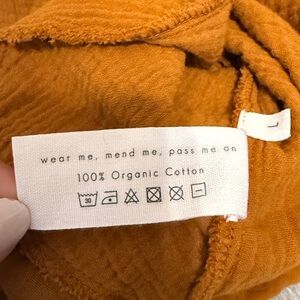 wear me, mend me, pass me on
100% Organic Cotton
30
L